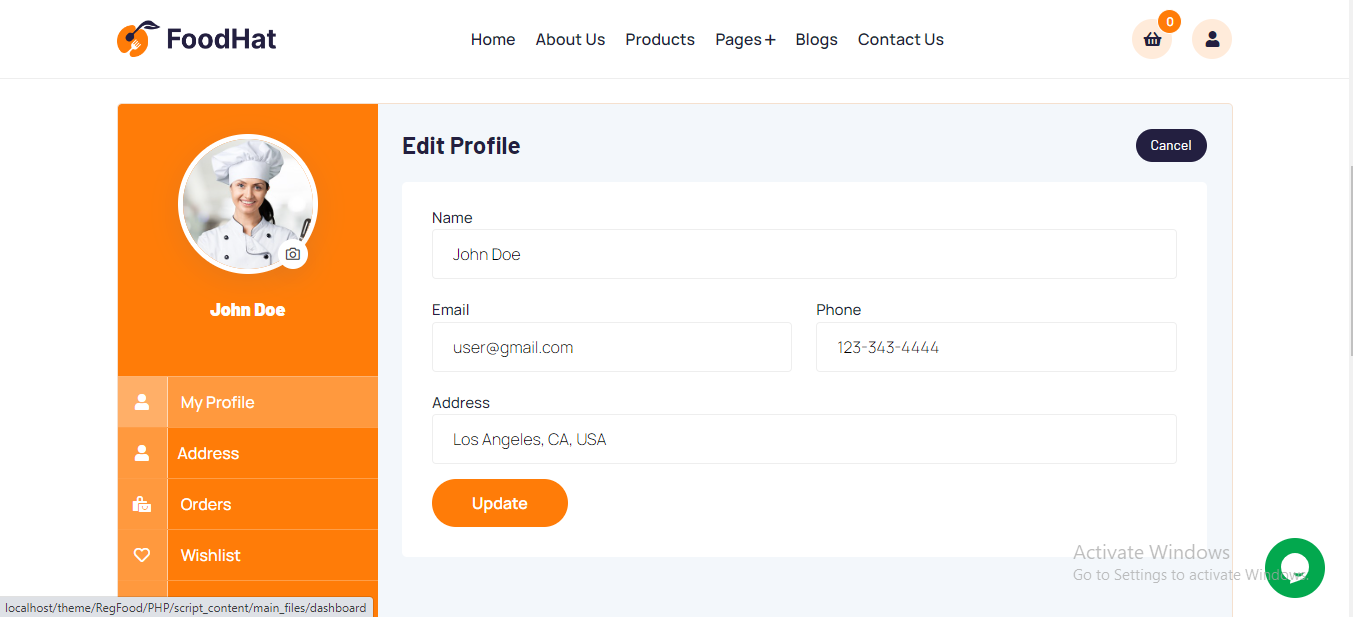 FoodHat
Home About Us Products Pages+ Blogs Contact Us
0
Edit Profile
Cancel
John Doe
Name
John Doe
Email
Phone
user@gmail.com
123-343-4444
Address
Los Angeles, CA, USA
Update
My Profile
Address
Orders
Wishlist
Activate Windows
Go to Settings to activate Windows.
localhost/theme/RegFood/PHP/script_content/main_files/dashboard